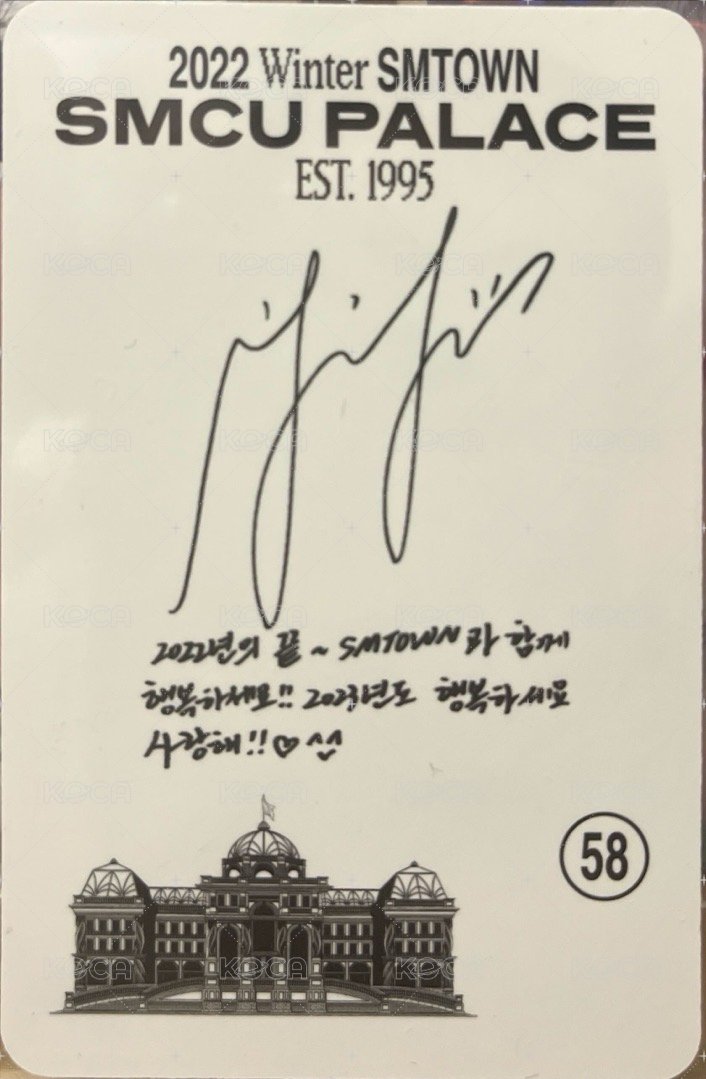 2022 Winter SMTOWN
SMCU PALACE
EST. 1995
2022년의 끝~ SMTOWN과 함께
행복하세요!! 2023년도 행복하세요
사랑해!!♡^^
58
KOCA